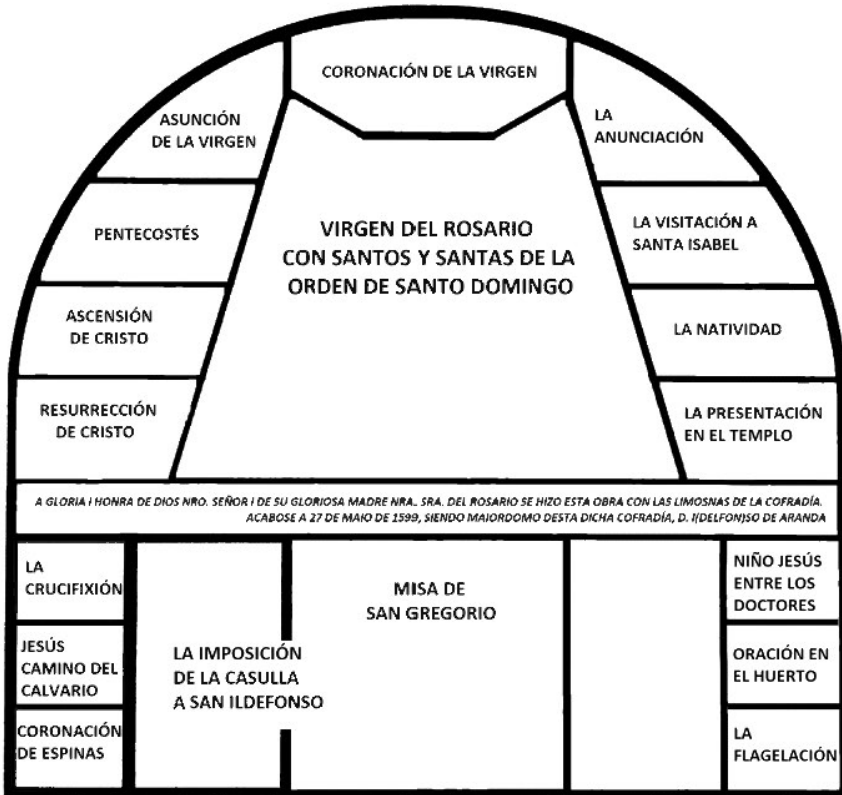 CORONACIÓN DE LA VIRGEN
ASUNCIÓN
DE LA VIRGEN
LA
ANUNCIACIÓN
PENTECOSTÉS
VIRGEN DEL ROSARIO
CON SANTOS Y SANTAS DE LA
ORDEN DE SANTO DOMINGO
LA VISITACIÓN A
SANTA ISABEL
ASCENSIÓN
DE CRISTO
LA NATIVIDAD
RESURRECCIÓN
DE CRISTO
LA PRESENTACIÓN
EN EL TEMPLO
A GLORIA I HONRA DE DIOS NRO. SEÑOR I DE SU GLORIOSA MADRE NRA. SRA. DEL ROSARIO SE HIZO ESTA OBRA CON LAS LIMOSNAS DE LA COFRADÍA.
ACABOSE A 27 DE MAIO DE 1599, SIENDO MAIORDOMO DESTA DICHA COFRADÍA, D. I(DELFON)SO DE ARANDA
LA
CRUCIFIXIÓN
JESÚS
CAMINO DEL
CALVARIO
CORONACIÓN
DE ESPINAS
LA IMPOSICIÓN
DE LA CASULLA
A SAN ILDEFONSO
MISA DE
SAN GREGORIO
NIÑO JESÚS
ENTRE LOS
DOCTORES
ORACIÓN EN
EL HUERTO
LA
FLAGELACIÓN